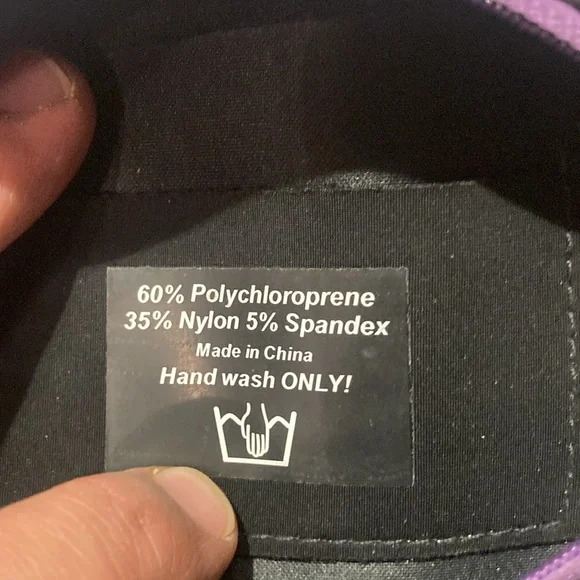 60% Polychloroprene
35% Nylon 5% Spandex
Made in China
Hand wash ONLY!